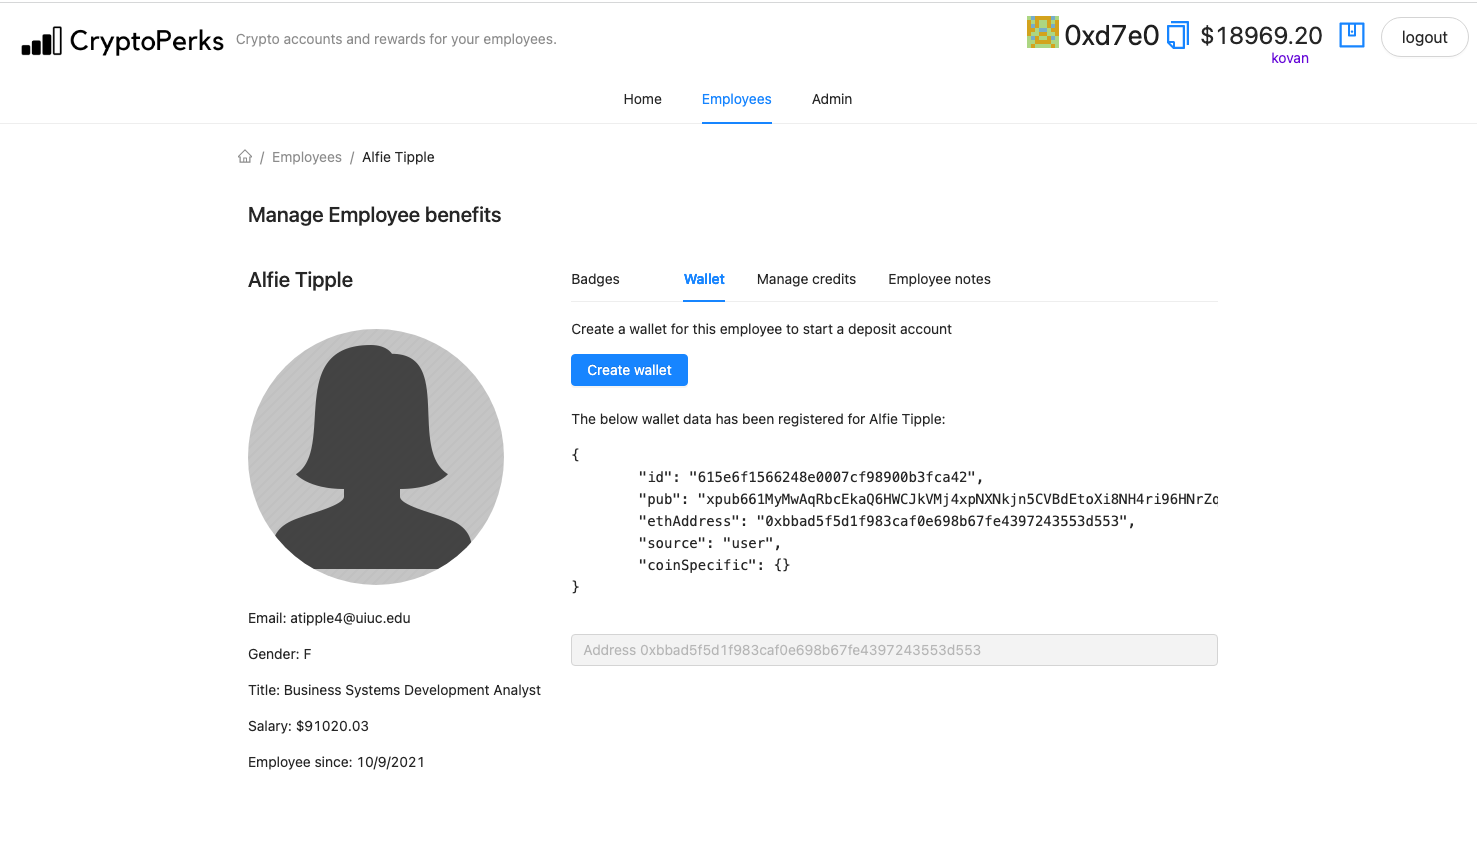 CryptoPerks
Crypto accounts and rewards for your employees.
0xd7e0 $18969.20
kovan
logout
Home Employees Admin
/ Employees / Alfie Tipple
Manage Employee benefits
Alfie Tipple
Badges Wallet Manage credits Employee notes
Create a wallet for this employee to start a deposit account
Create wallet
The below wallet data has been registered for Alfie Tipple:
{
"id": "615e6f1566248e0007cf98900b3fca42",
"pub": "xpub661MyMwAqRbcEkaQ6HWCJkVMj4xpNXNkjn5CVBdEtoXi8NH4ri96HNrZq
"ethAddress": "0xbbad5f5d1f983caf0e698b67fe4397243553d553",
"source": "user",
"coinSpecific": {}
}
Address 0xbbad5f5d1f983caf0e698b67fe4397243553d553
Email: atipple4@uiuc.edu
Gender: F
Title: Business Systems Development Analyst
Salary: $91020.03
Employee since: 10/9/2021